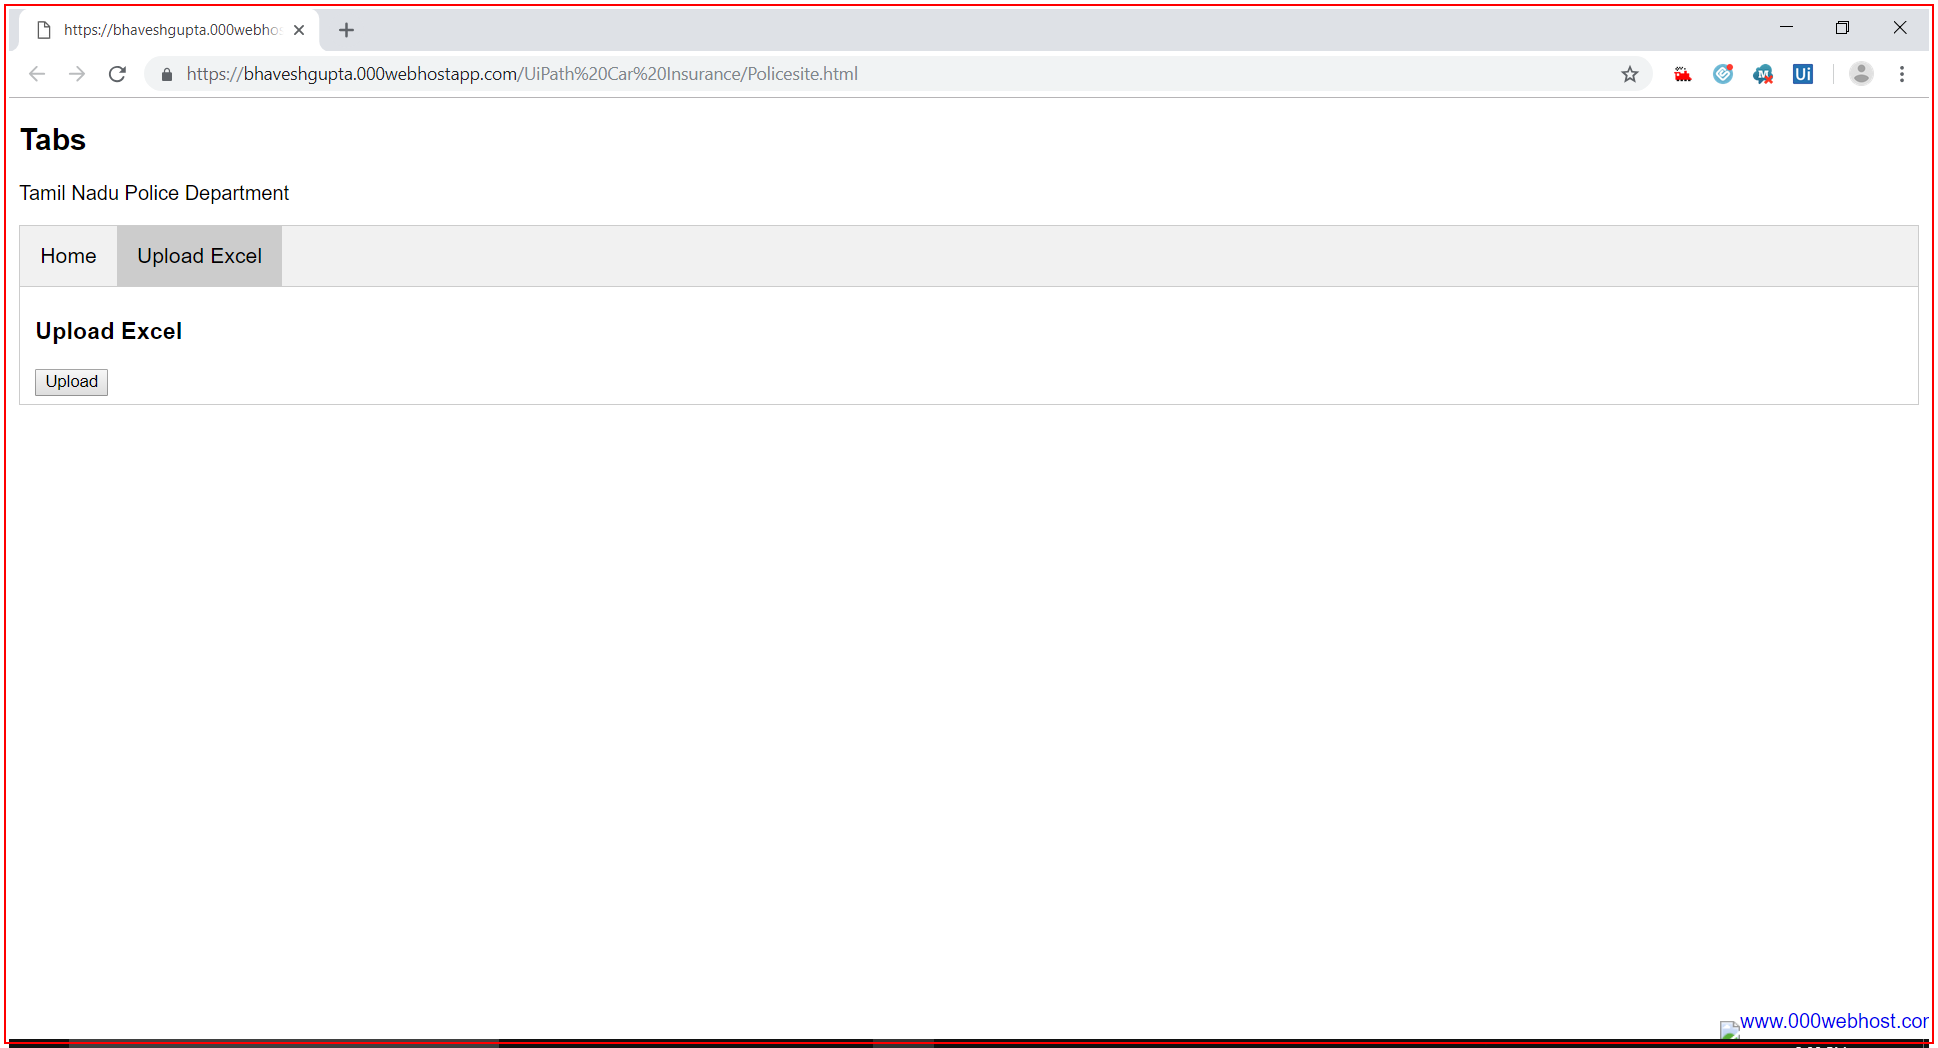 https://bhaveshgupta.000webhos
https://bhaveshgupta.000webhostapp.com/UiPath%20Car%20Insurance/Policesite.html
M
Ui
Tabs
Tamil Nadu Police Department
Home
Upload Excel
Upload Excel
Upload
www.000webhost.cor